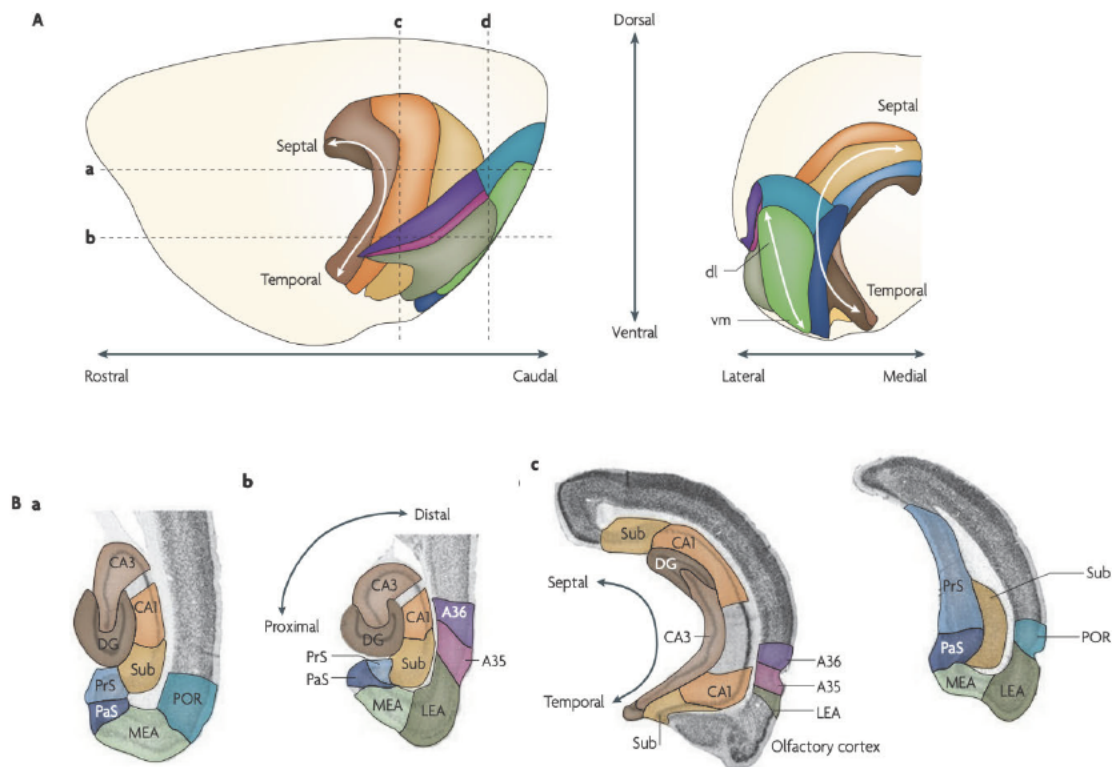 A
c
d
Septal
a
b
Temporal
Rostral
Caudal
Dorsal
Ventral
Septal
dl
Temporal
vm
Lateral
Medial
B a
CA3
CA1
DG
Sub
PrS
PaS
POR
MEA
b
Distal
Proximal
CA3
CA1
DG
A36
PrS
Sub
A35
PaS
MEA
LEA
c
Sub
CA1
DG
Septal
CA3
A36
A35
Temporal
CA1
LEA
Sub
Olfactory cortex
PrS
Sub
PaS
POR
MEA
LEA